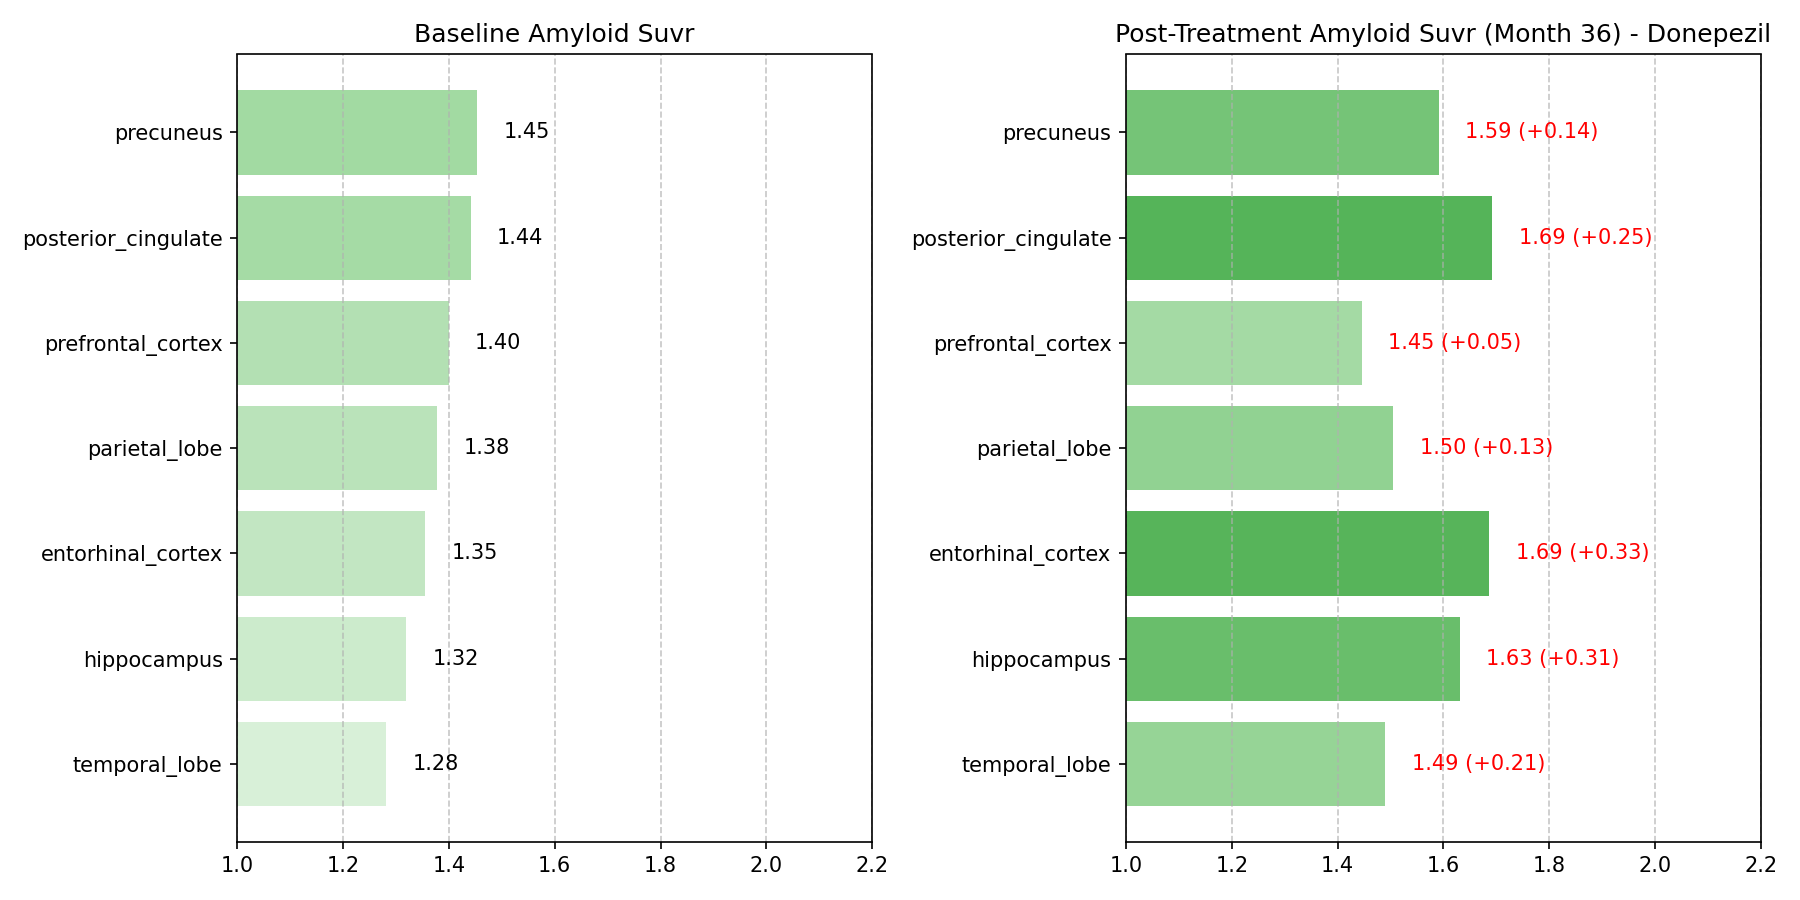 Baseline Amyloid Suvr
precuneus 1.45
posterior_cingulate 1.44
prefrontal_cortex 1.40
parietal_lobe 1.38
entorhinal_cortex 1.35
hippocampus 1.32
temporal_lobe 1.28
1.0 1.2 1.4 1.6 1.8 2.0 2.2
Post-Treatment Amyloid Suvr (Month 36) - Donepezil
precuneus 1.59 (+0.14)
posterior_cingulate 1.69 (+0.25)
prefrontal_cortex 1.45 (+0.05)
parietal_lobe 1.50 (+0.13)
entorhinal_cortex 1.69 (+0.33)
hippocampus 1.63 (+0.31)
temporal_lobe 1.49 (+0.21)
1.0 1.2 1.4 1.6 1.8 2.0 2.2